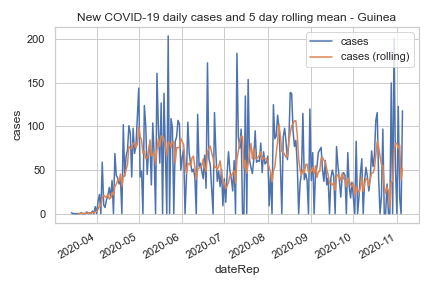 New COVID-19 daily cases and 5 day rolling mean - Guinea
cases
cases (rolling)
200
150
100
50
0
cases
2020-04
2020-05
2020-06
2020-07
2020-08
2020-09
2020-10
2020-11
dateRep